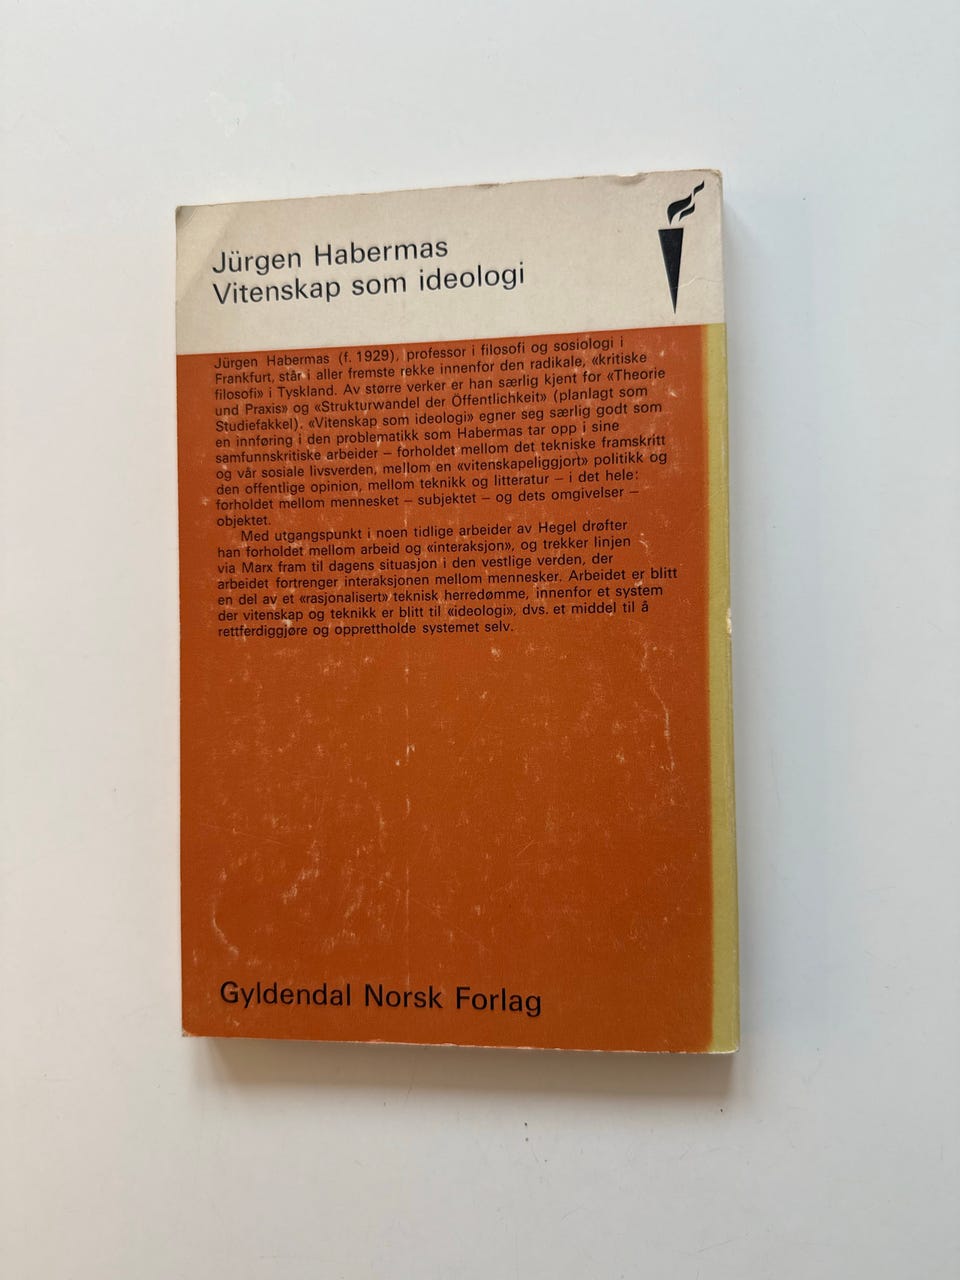 Jürgen Habermas
Vitenskap som ideologi
Jürgen Habermas (f. 1929), professor i filosofi og sosiologi i
Frankfurt, står i aller fremste rekke innenfor den radikale, «kritiske
filosofi» i Tyskland. Av større verker er han særlig kjent for «Theorie
und Praxis» og «Strukturwandel der Öffentlichkeit» (planlagt som
Studiefakkel). «Vitenskap som ideologi» egner seg særlig godt som
en innføring i den problematikk som Habermas tar opp i sine
samfunnskritiske arbeider – forholdet mellom det tekniske framskritt
og vår sosiale livsverden, mellom en «vitenskapeliggjort» politikk og
den offentlige opinion, mellom teknikk og litteratur – i det hele:
forholdet mellom mennesket – subjektet – og dets omgivelser –
objektet.
Med utgangspunkt i noen tidlige arbeider av Hegel drøfter
han forholdet mellom arbeid og «interaksjon», og trekker linjen
via Marx fram til dagens situasjon i den vestlige verden, der
arbeidet fortrenger interaksjonen mellom mennesker. Arbeidet er blitt
en del av et «rasjonalisert» teknisk herredømme, innenfor et system
der vitenskap og teknikk er blitt til «ideologi», dvs. et middel til å
rettferdiggjøre og opprettholde systemet selv.
Gyldendal Norsk Forlag